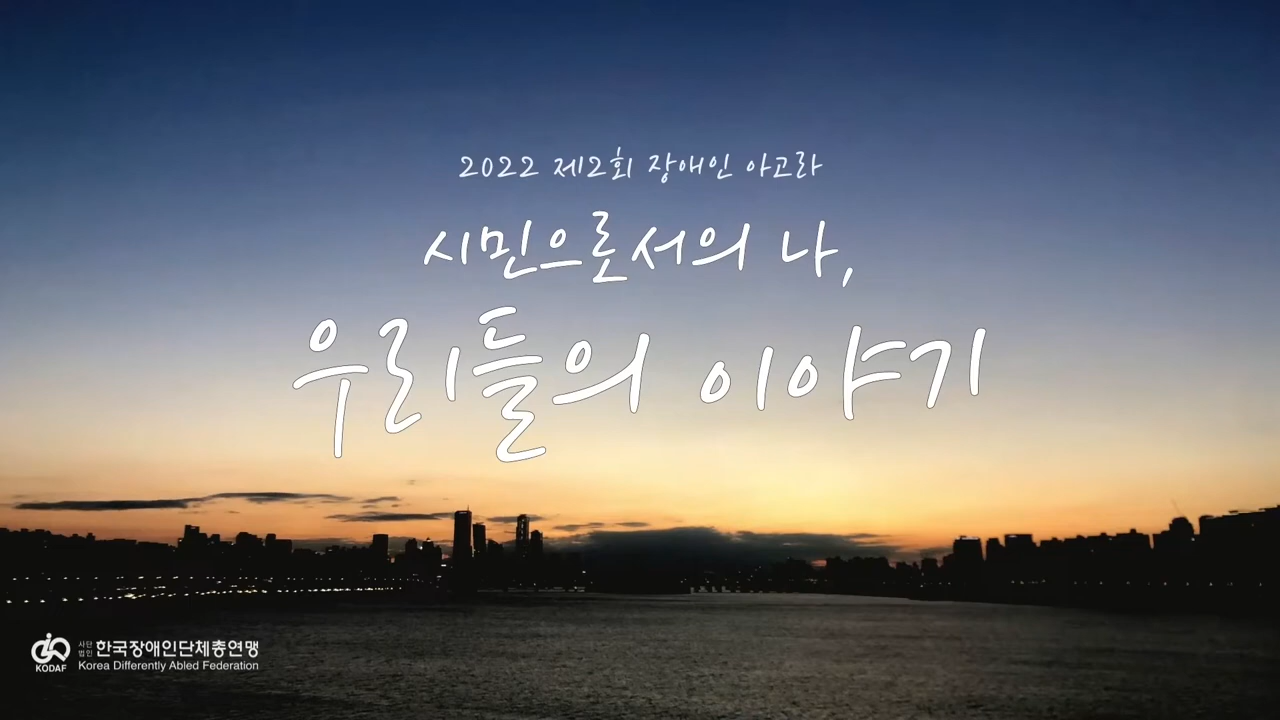 2022 제2회 장애인 아고라
시민으로서의 나,
우리들의 이야기
사단법인 한국장애인단체총연맹
KODAF
Korea Differently Abled Federation